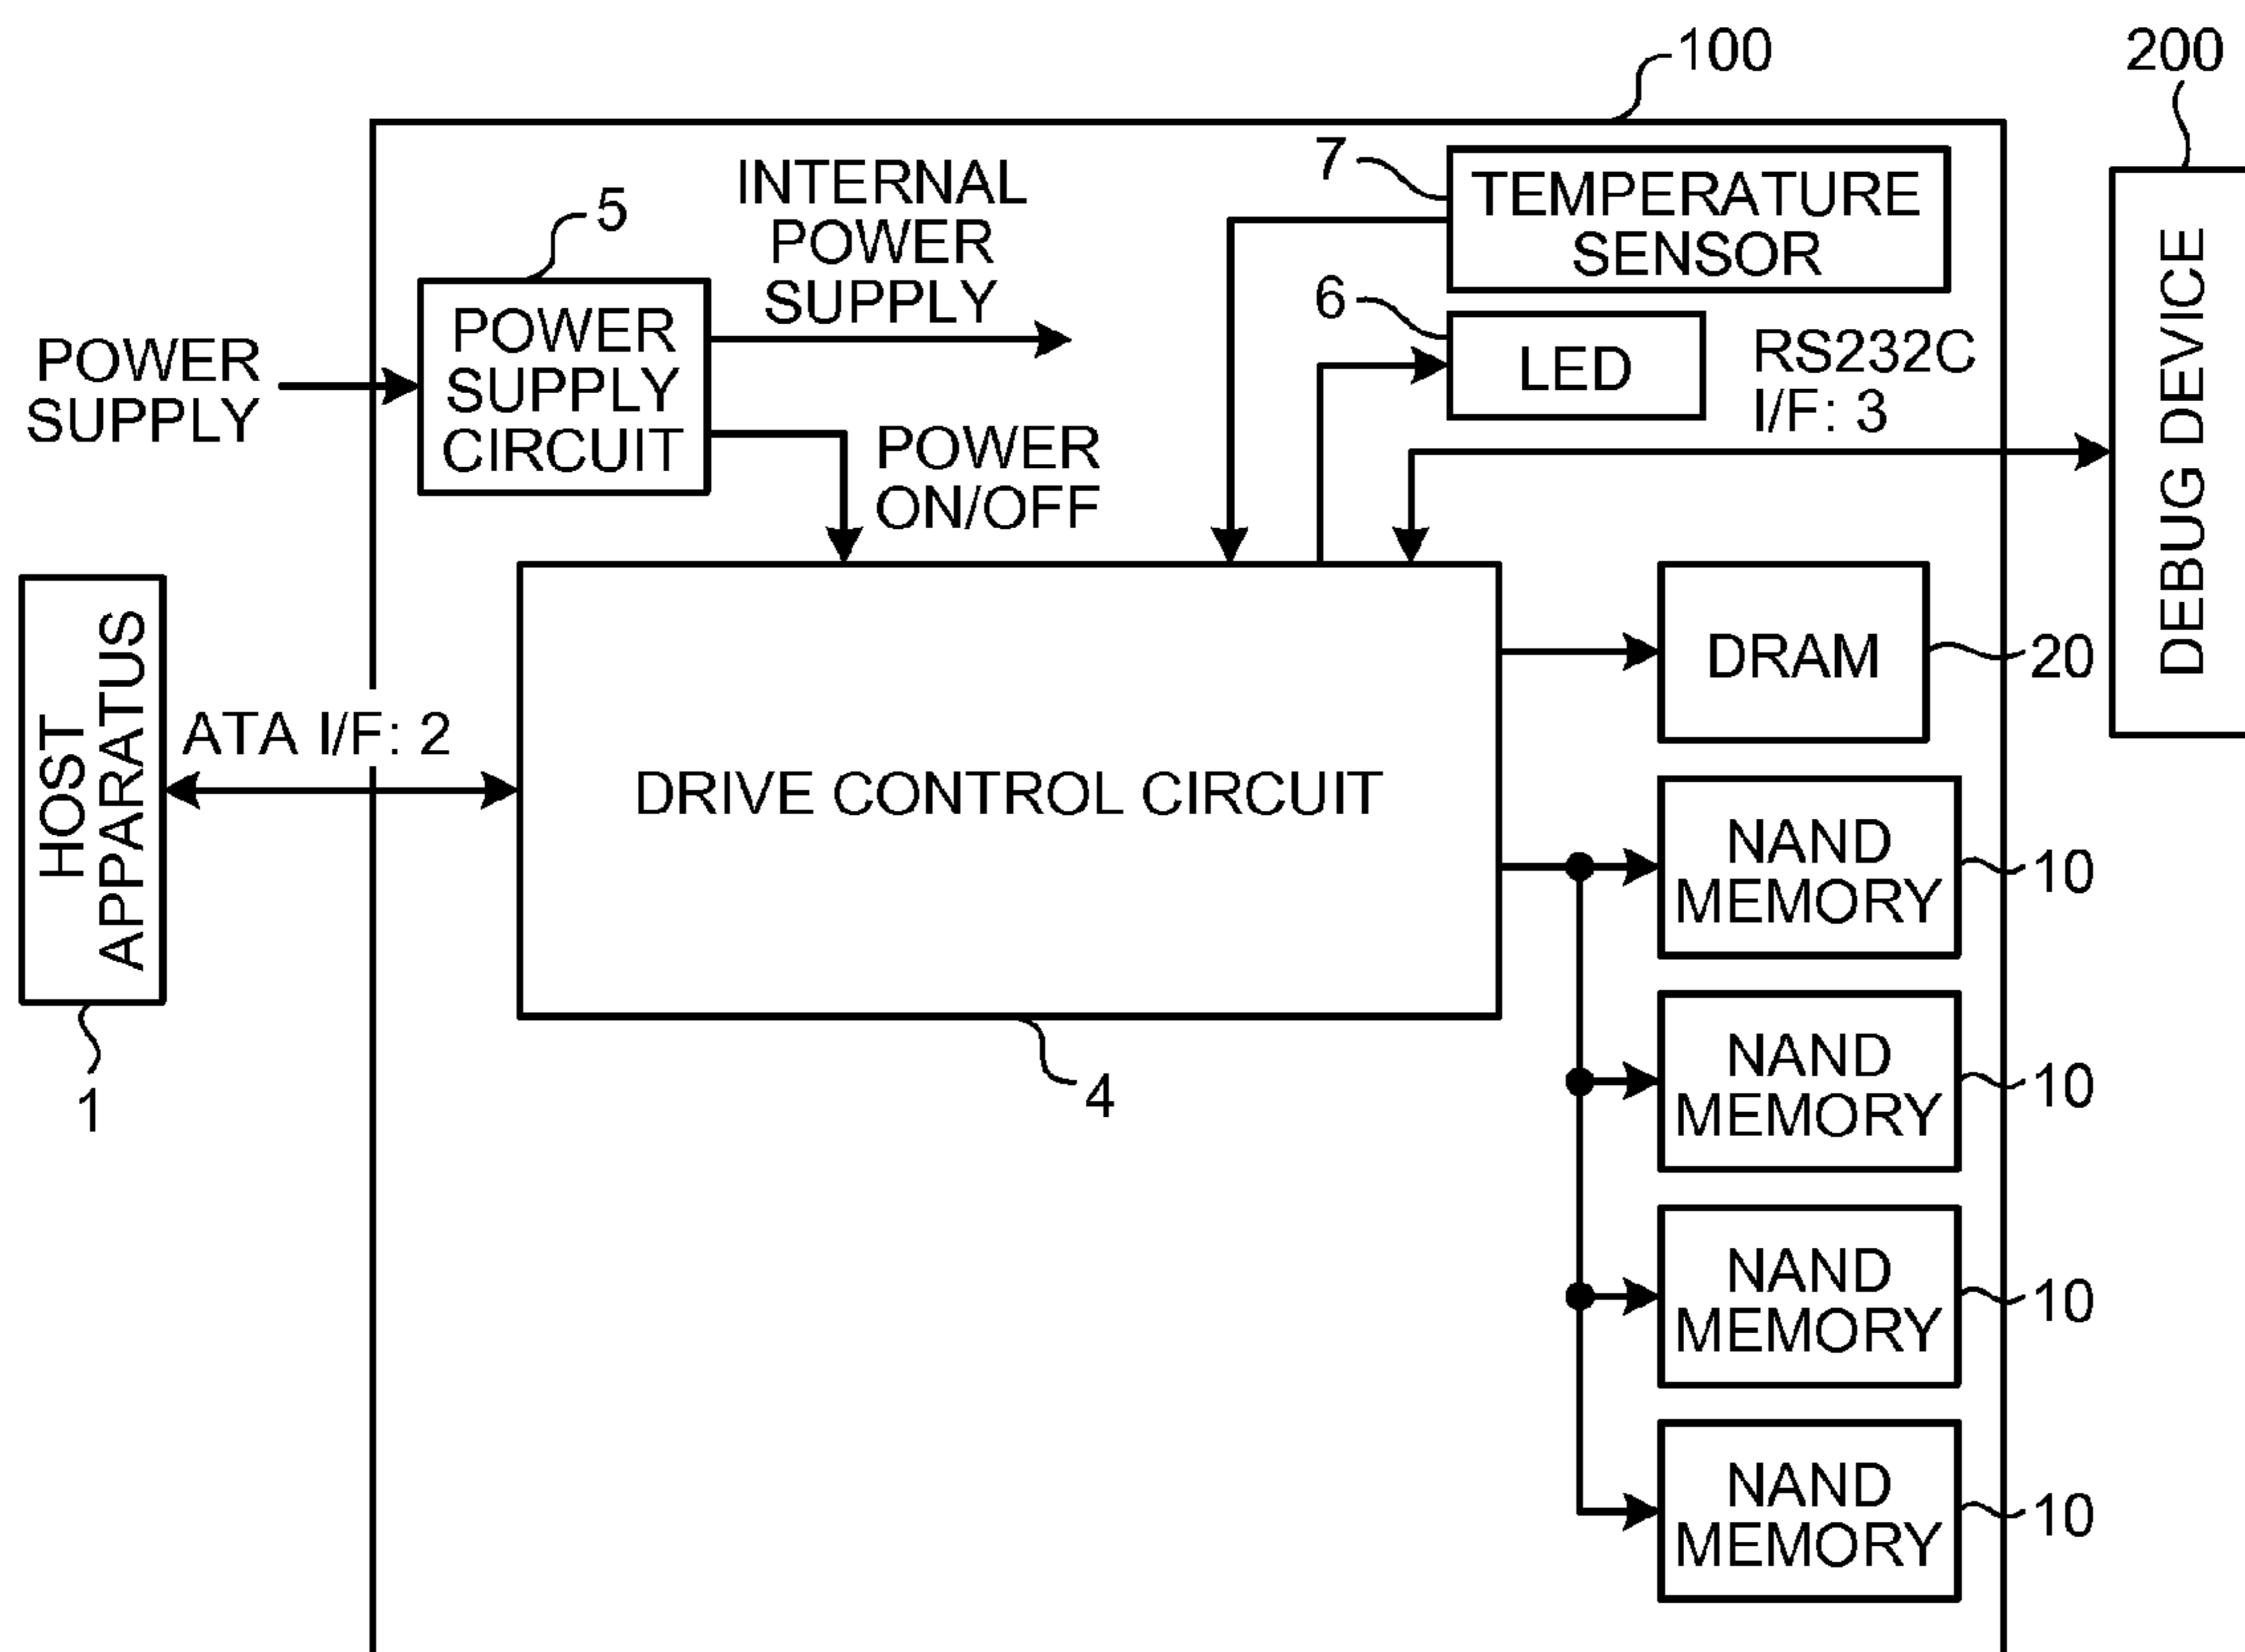 100
200
7
TEMPERATURE
SENSOR
INTERNAL
POWER
SUPPLY
5
POWER
SUPPLY
CIRCUIT
POWER
SUPPLY
6
LED
RS232C
I/F: 3
DEBUG DEVICE
POWER
ON/OFF
HOST
APPARATUS
1
ATA I/F: 2
DRIVE CONTROL CIRCUIT
4
DRAM
20
NAND
MEMORY
10
NAND
MEMORY
10
NAND
MEMORY
10
NAND
MEMORY
10